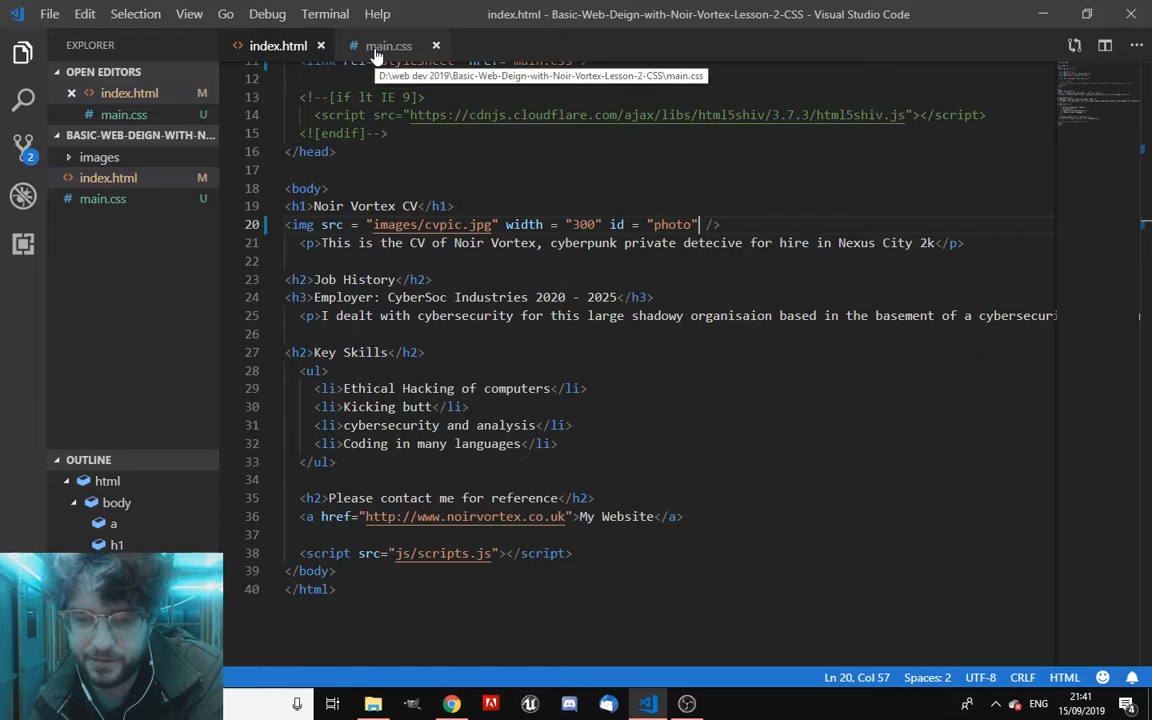 File Edit Selection View Go Debug Terminal Help index.html - Basic-Web-Deign-with-Noir-Vortex-Lesson-2-CSS - Visual Studio Code
EXPLORER
OPEN EDITORS
index.html M
main.css U
BASIC-WEB-DEIGN-WITH-N...
images
index.html M
main.css U
2
OUTLINE
html
body
a
h1
<> index.html
# main.css
D:\web dev 2019\Basic-Web-Deign-with-Noir-Vortex-Lesson-2-CSS\main.css
11 <link rel="stylesheet" href="main.css">
12
13 <!--[if lt IE 9]>
14 <script src="https://cdnjs.cloudflare.com/ajax/libs/html5shiv/3.7.3/html5shiv.js"></script>
15 <![endif]-->
16 </head>
17
18 <body>
19 <h1>Noir Vortex CV</h1>
20 <img src = "images/cvpic.jpg" width = "300" id = "photo" />
21 <p>This is the CV of Noir Vortex, cyberpunk private detecive for hire in Nexus City 2k</p>
22
23 <h2>Job History</h2>
24 <h3>Employer: CyberSoc Industries 2020 - 2025</h3>
25 <p>I dealt with cybersecurity for this large shadowy organisaion based in the basement of a cybersecuri
26
27 <h2>Key Skills</h2>
28 <ul>
29 <li>Ethical Hacking of computers</li>
30 <li>Kicking butt</li>
31 <li>cybersecurity and analysis</li>
32 <li>Coding in many languages</li>
33 </ul>
34
35 <h2>Please contact me for reference</h2>
36 <a href="http://www.noirvortex.co.uk">My Website</a>
37
38 <script src="js/scripts.js"></script>
39 </body>
40 </html>
Ln 20, Col 57 Spaces: 2 UTF-8 CRLF HTML
ENG
21:41
15/09/2019
4